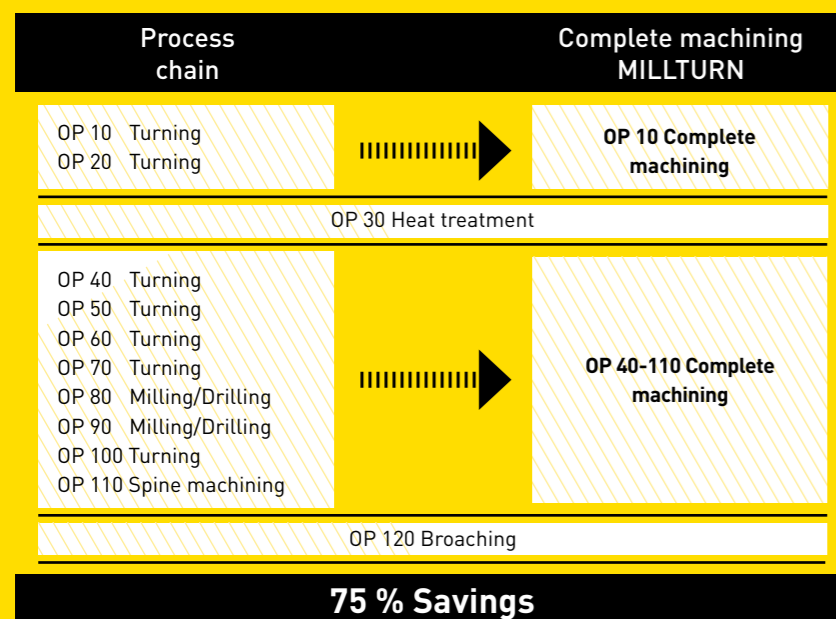 Process
chain
Complete machining
MILLTURN
OP 10 Turning
OP 20 Turning
OP 10 Complete
machining
OP 30 Heat treatment
OP 40 Turning
OP 50 Turning
OP 60 Turning
OP 70 Turning
OP 80 Milling/Drilling
OP 90 Milling/Drilling
OP 100 Turning
OP 110 Spine machining
OP 40-110 Complete
machining
OP 120 Broaching
75 % Savings